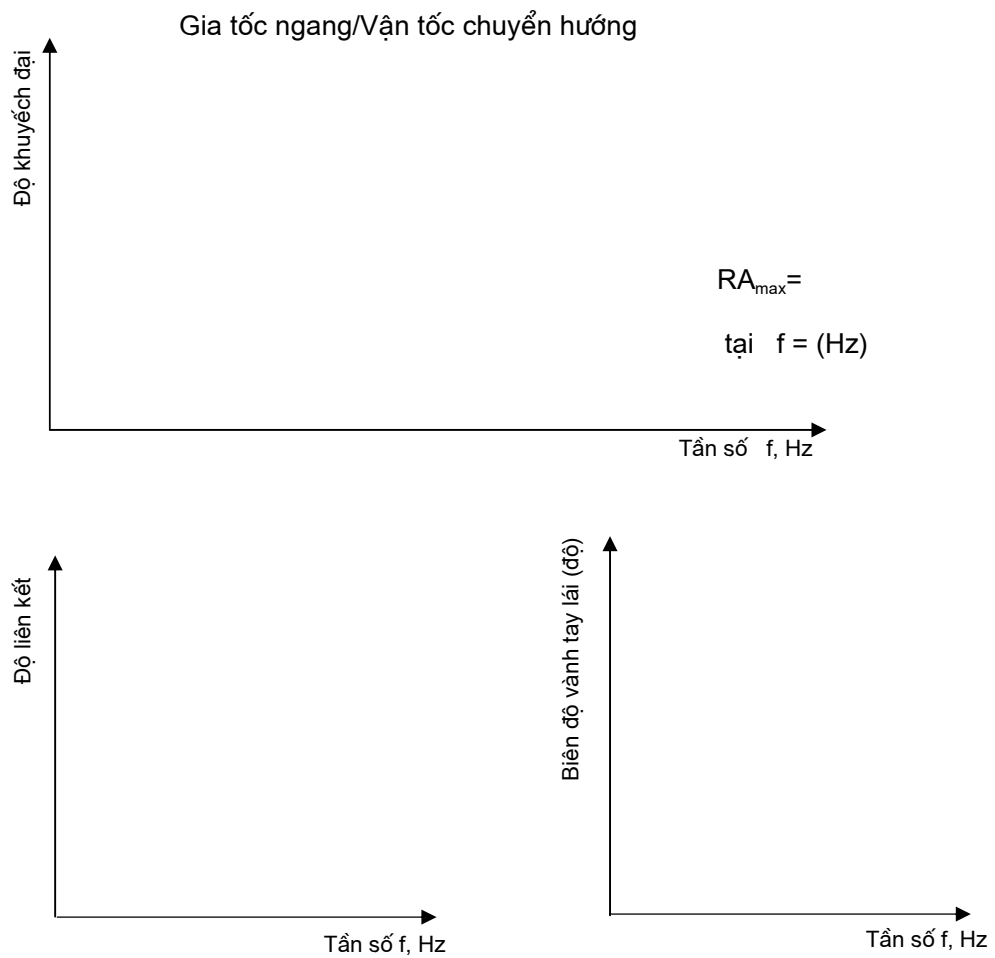 Gia tốc ngang/Vận tốc chuyển hướng
Độ khuyếch đại
RAmax=
tại f = (Hz)
Tần số f, Hz
Độ liên kết
Tần số f, Hz
Biên độ vành tay lái (độ)
Tần số f, Hz